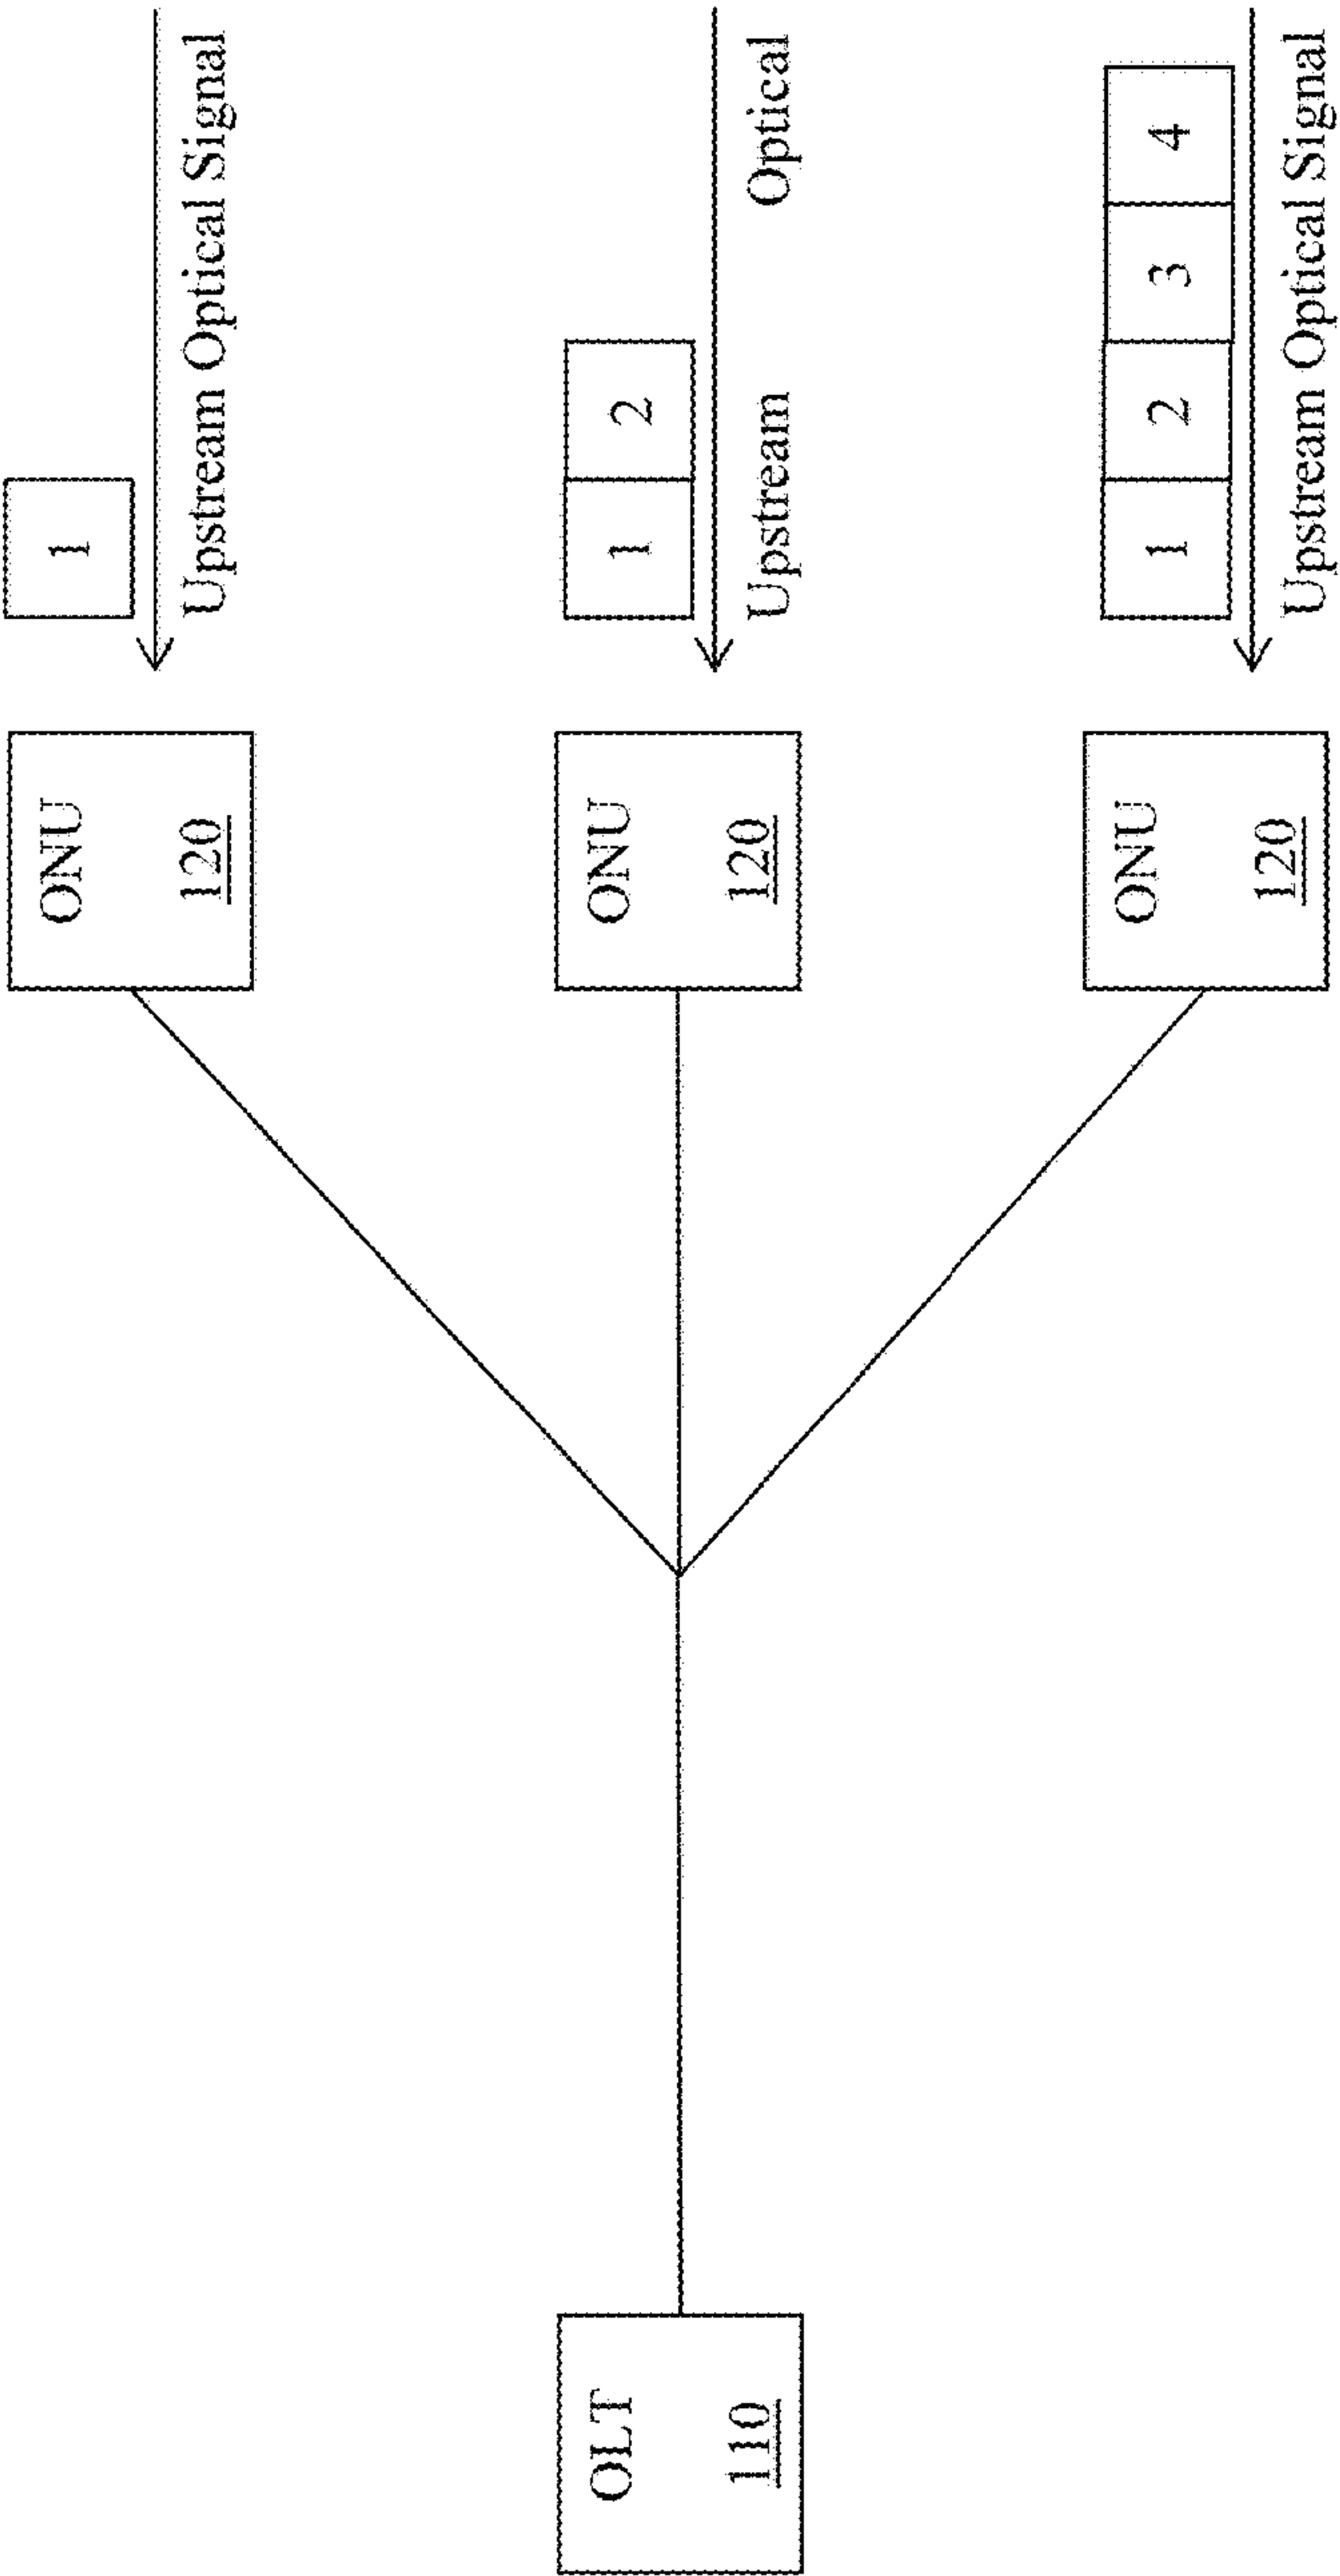 1
Upstream Optical Signal
ONU
120
1 2
Upstream Optical
ONU
120
OLT
110
1 2 3 4
Upstream Optical Signal
ONU
120